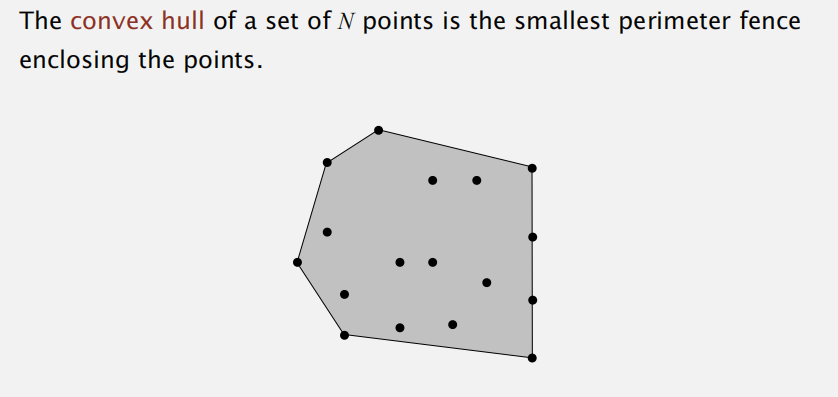 The convex hull of a set of N points is the smallest perimeter fence
enclosing the points.